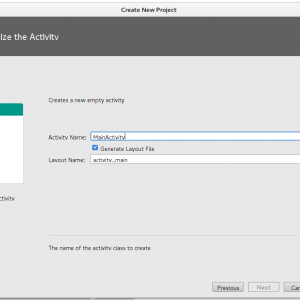 Create New Project
ize the Activity
Creates a new empty activity
Activity Name:
MainActivity
Generate Layout File
Layout Name:
activity_main
ctivity
The name of the activity class to create
Previous
Next
Can